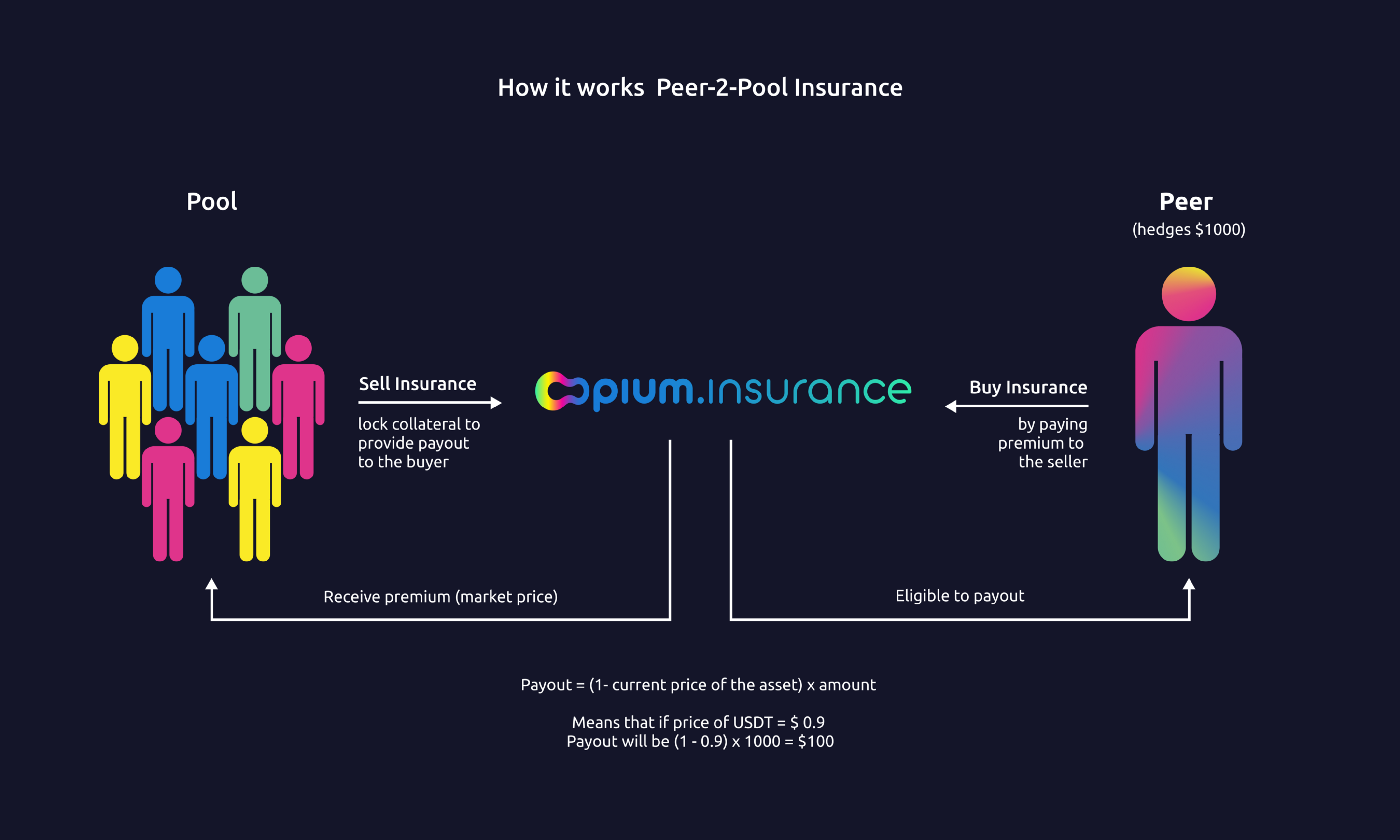 How it works  Peer-2-Pool Insurance
Pool
Peer
(hedges $1000)
Sell Insurance
lock collateral to
provide payout
to the buyer
opium.insurance
Buy Insurance
by paying
premium to
the seller
Receive premium (market price)
Eligible to payout
Payout = (1- current price of the asset) x amount
Means that if price of USDT = $ 0.9
Payout will be (1 - 0.9) x 1000 = $100